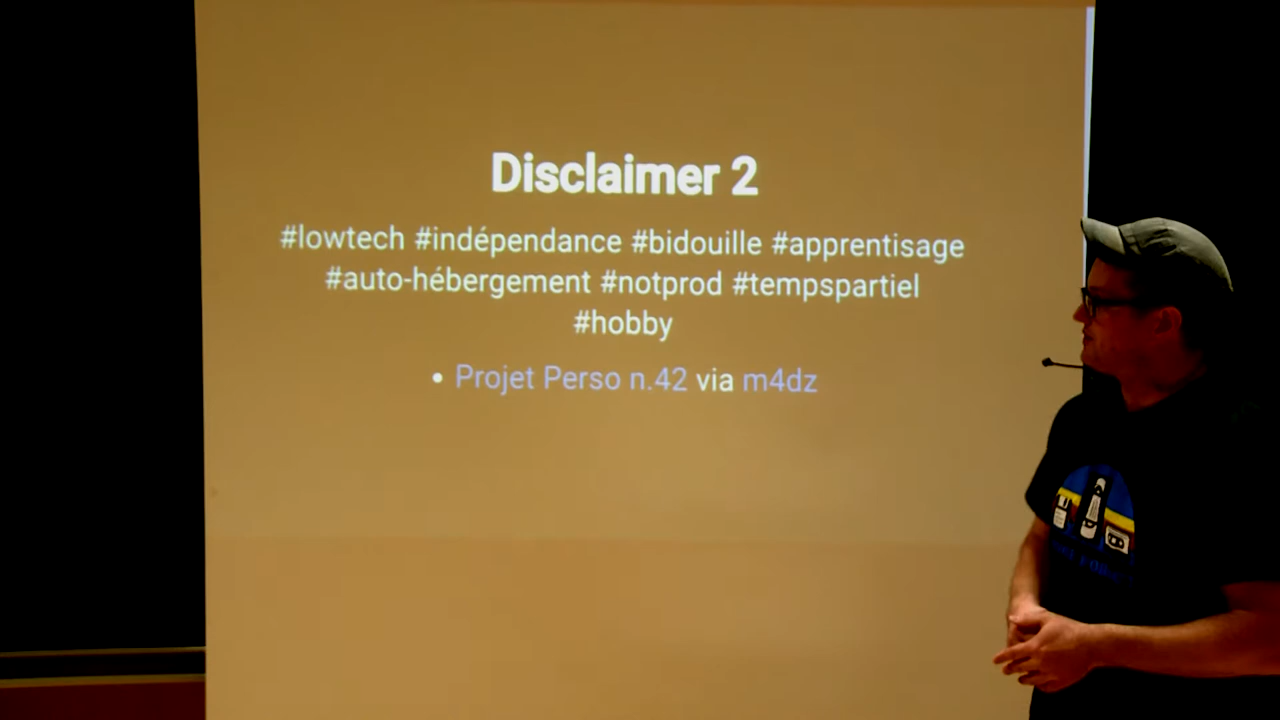 Disclaimer 2
#lowtech #indépendance #bidouille #apprentisage
#auto-hébergement #notprod #tempspartiel
#hobby
• Projet Perso n.42 via m4dz